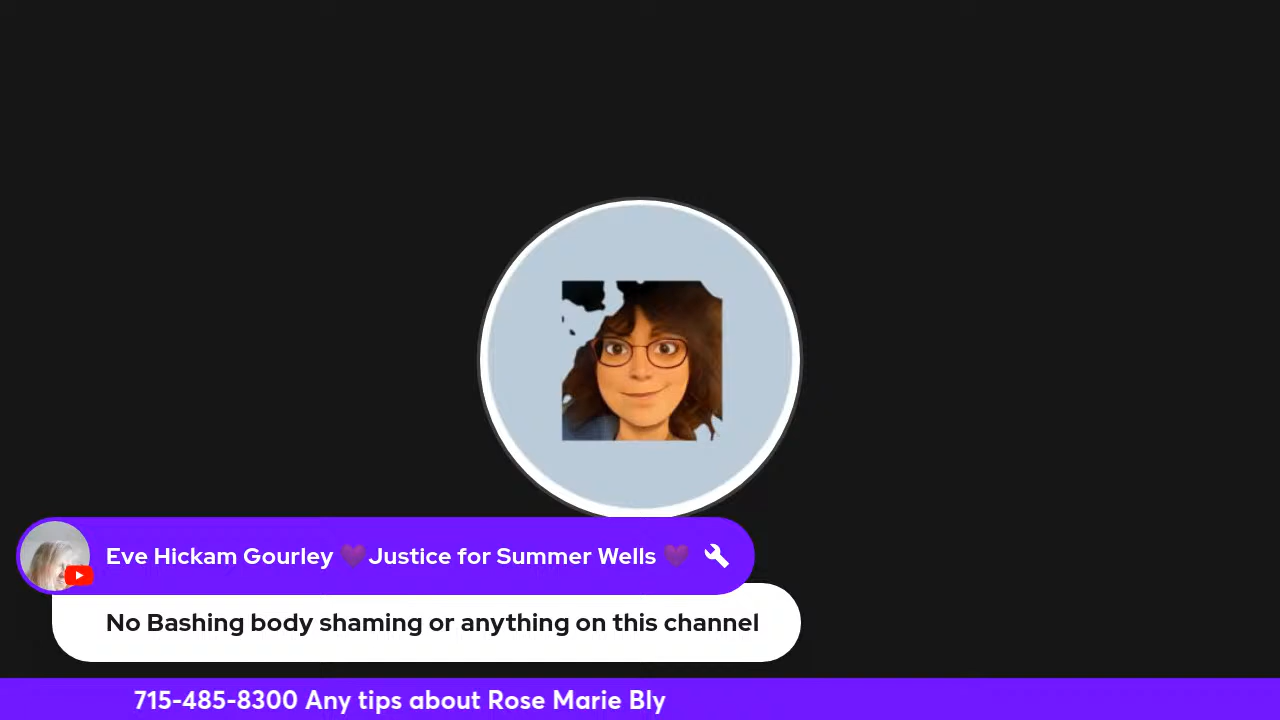 Eve Hickam Gourley 💜Justice for Summer Wells 💜
No Bashing body shaming or anything on this channel
715-485-8300 Any tips about Rose Marie Bly